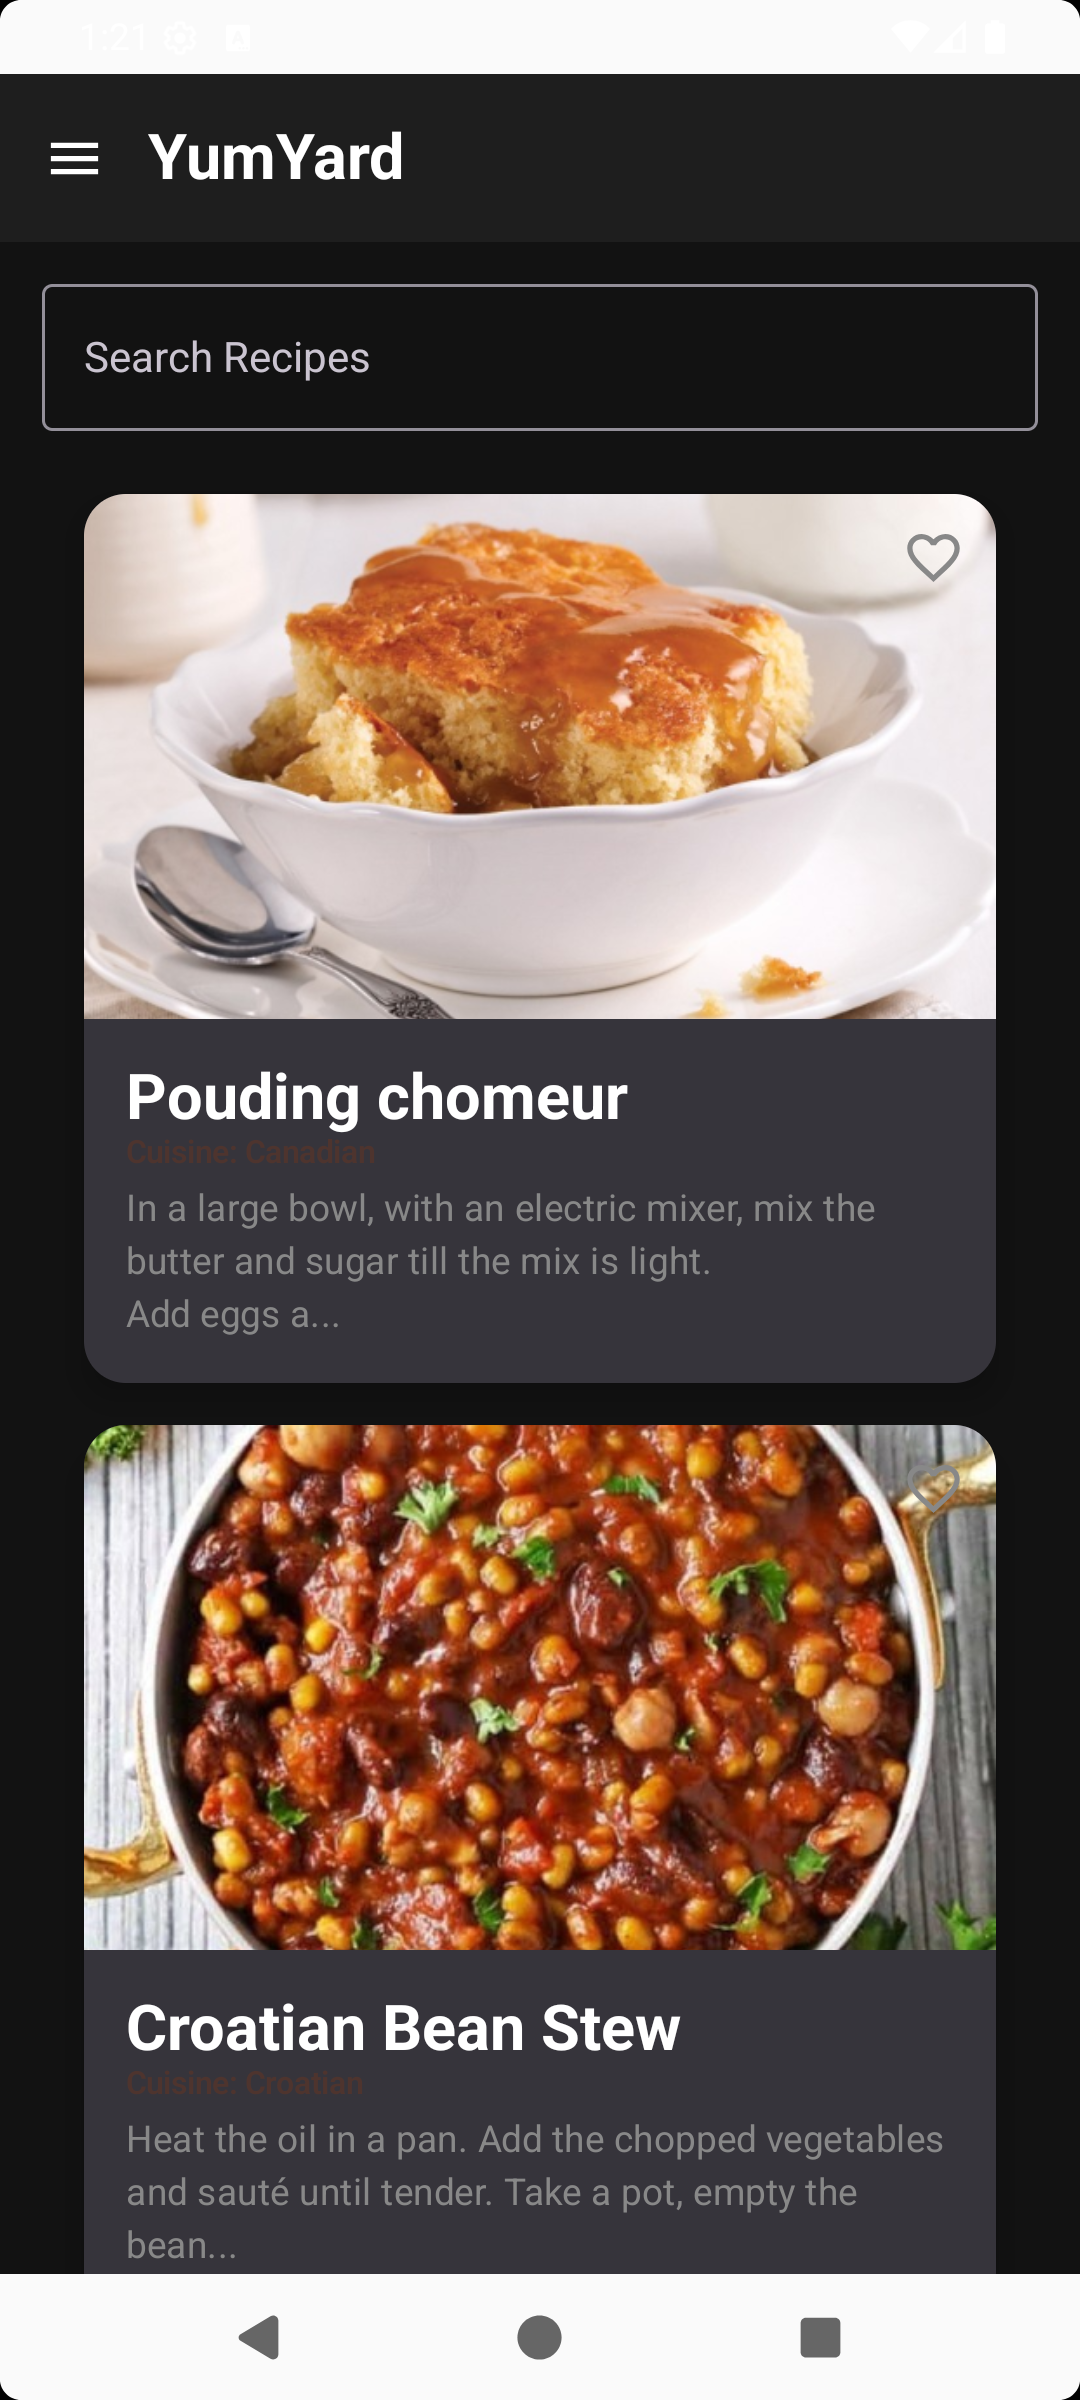 1:21
YumYard
Search Recipes
Pouding chomeur
Cuisine: Canadian
In a large bowl, with an electric mixer, mix the
butter and sugar till the mix is light.
Add eggs a...
Croatian Bean Stew
Cuisine: Croatian
Heat the oil in a pan. Add the chopped vegetables
and sauté until tender. Take a pot, empty the
bean...